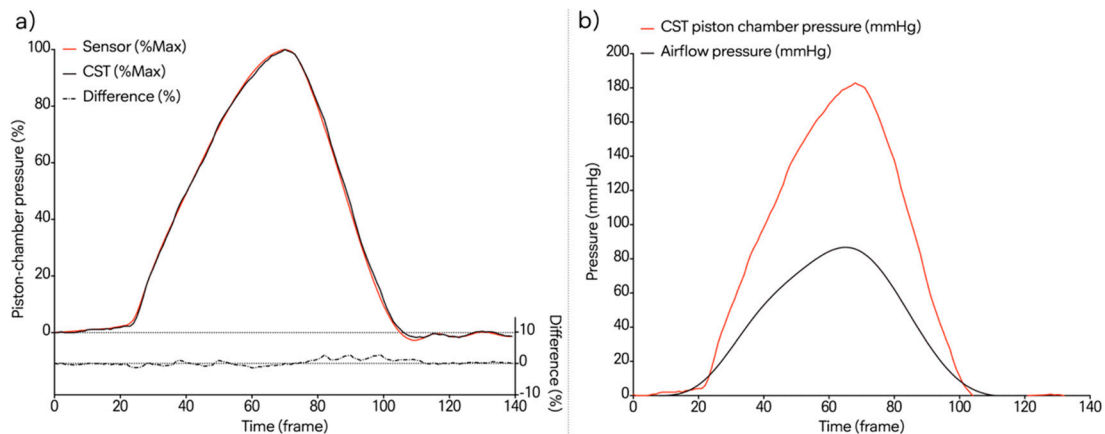 a)
Sensor (%Max)
CST (%Max)
Difference (%)
Piston-chamber pressure (%)
100
80
60
40
20
0
10
0
-10
Difference (%)
0 20 40 60 80 100 120 140
Time (frame)
b)
CST piston chamber pressure (mmHg)
Airflow pressure (mmHg)
Pressure (mmHg)
200
180
160
140
120
100
80
60
40
20
0
0 20 40 60 80 100 120 140
Time (frame)